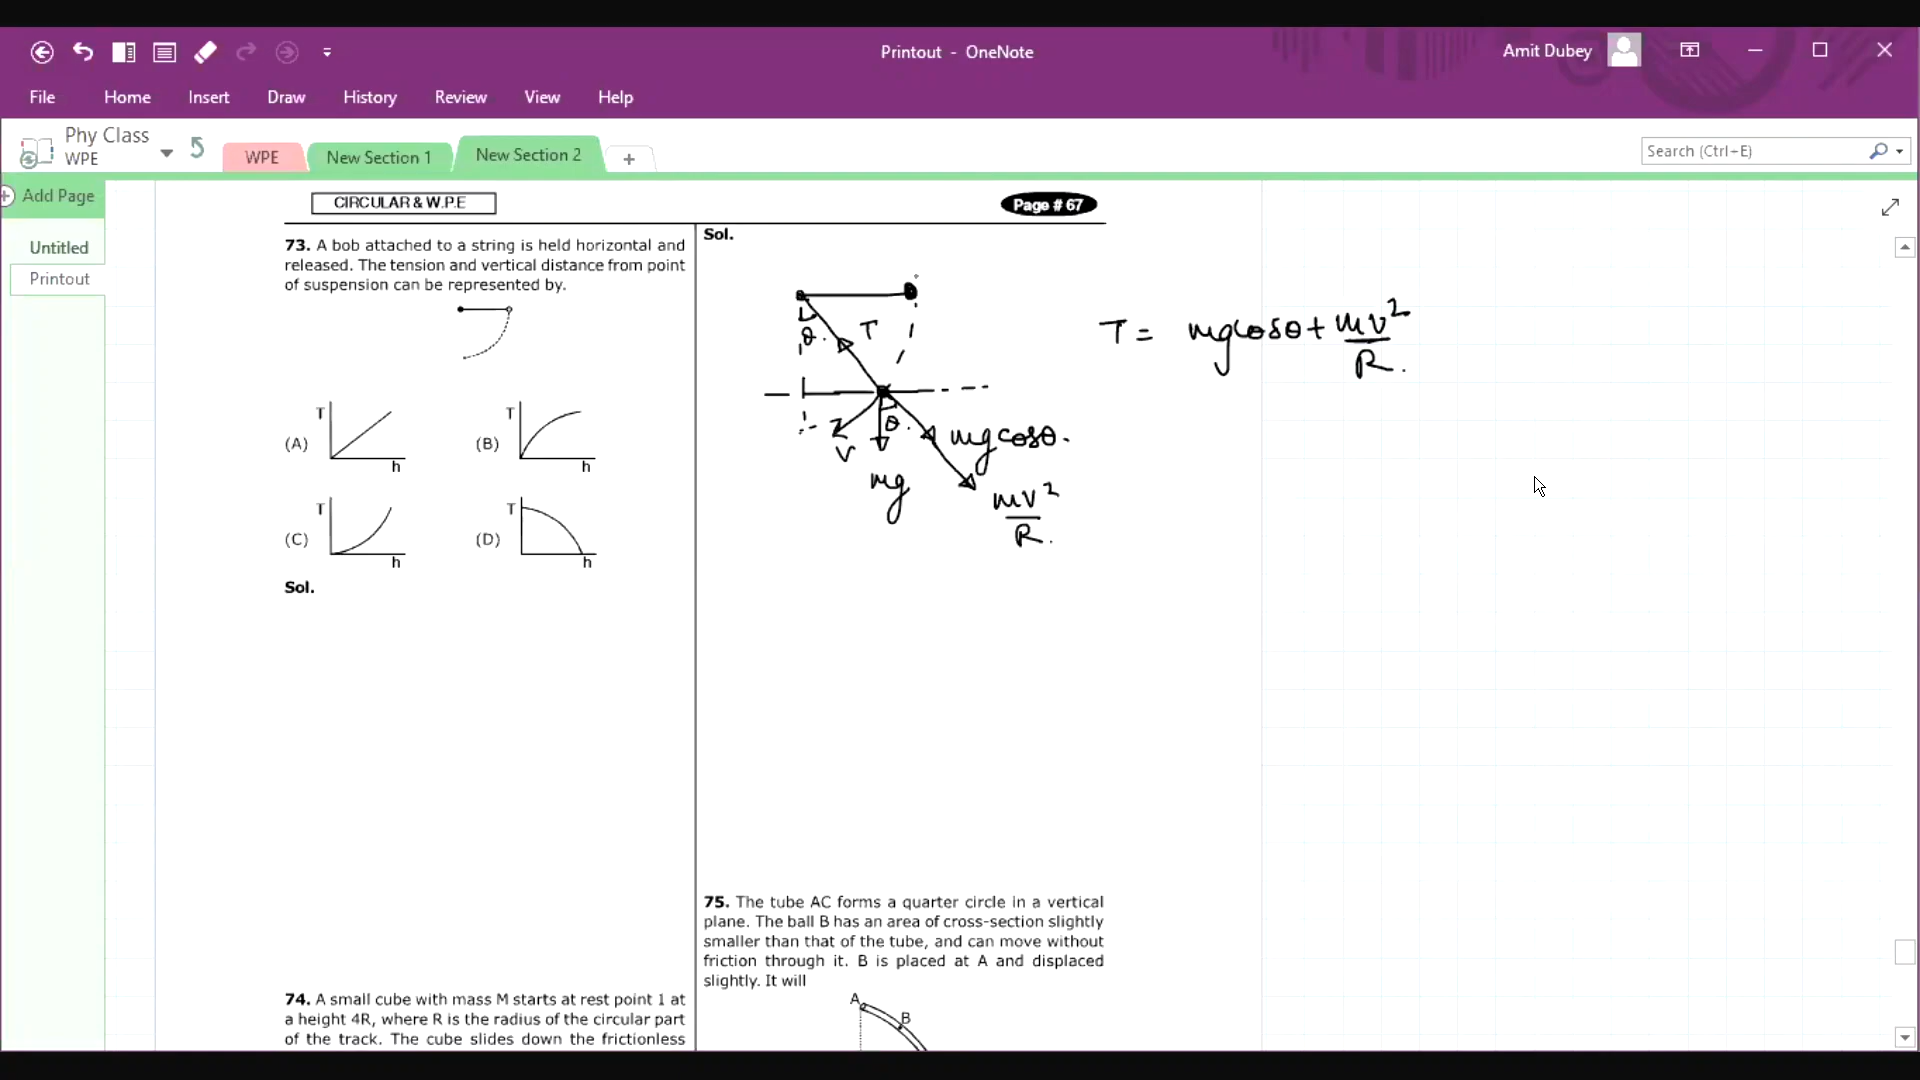 Printout - OneNote
Amit Dubey
File Home Insert Draw History Review View Help
Phy Class
WPE
WPE
New Section 1
New Section 2
Search (Ctrl+E)
Add Page
Untitled
Printout
CIRCULAR & W.P.E
Page # 67
73. A bob attached to a string is held horizontal and
released. The tension and vertical distance from point
of suspension can be represented by.
(A) T h
(B) T h
(C) T h
(D) T h
Sol.
74. A small cube with mass M starts at rest point 1 at
a height 4R, where R is the radius of the circular part
of the track. The cube slides down the frictionless
Sol.
θ. T
θ.
v
mg
mgcosθ.
mv²
R.
T = mgcosθ + mv²
R.
75. The tube AC forms a quarter circle in a vertical
plane. The ball B has an area of cross-section slightly
smaller than that of the tube, and can move without
friction through it. B is placed at A and displaced
slightly. It will
A
B